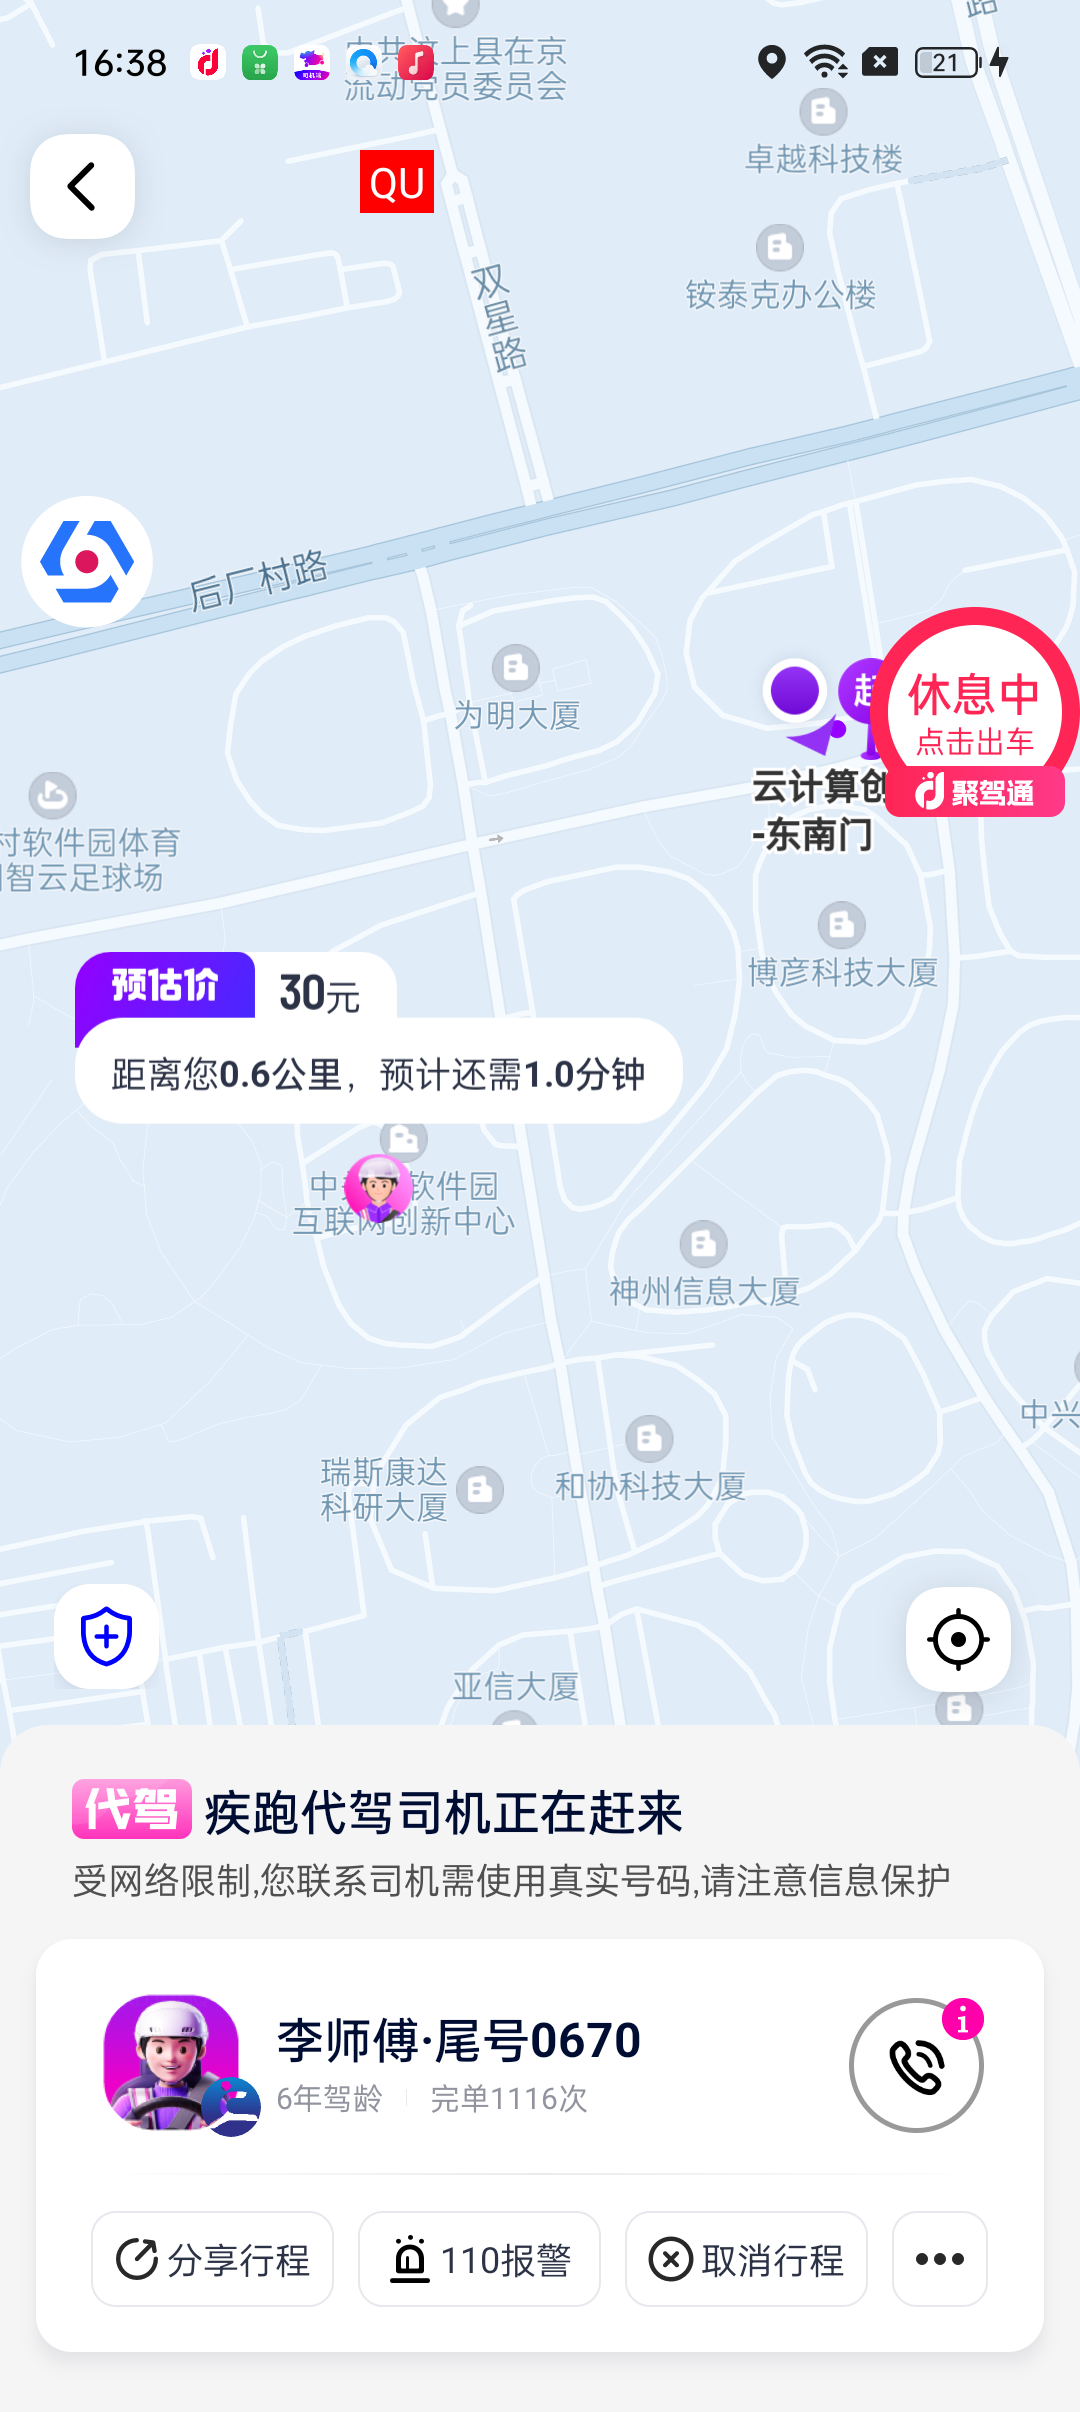 16:38
21
中共汶上县在京
流动党员委员会
路
卓越科技楼
QU
铵泰克办公楼
双星路
后厂村路
为明大厦
休息中
点击出车
聚驾通
云计算创
-东南门
村软件园体育
智云足球场
博彦科技大厦
预估价
30元
距离您0.6公里，预计还需1.0分钟
软件园
互联网创新中心
神州信息大厦
中兴
瑞斯康达
科研大厦
和协科技大厦
亚信大厦
代驾 疾跑代驾司机正在赶来
受网络限制,您联系司机需使用真实号码,请注意信息保护
李师傅·尾号0670
6年驾龄 完单1116次
分享行程
110报警
取消行程